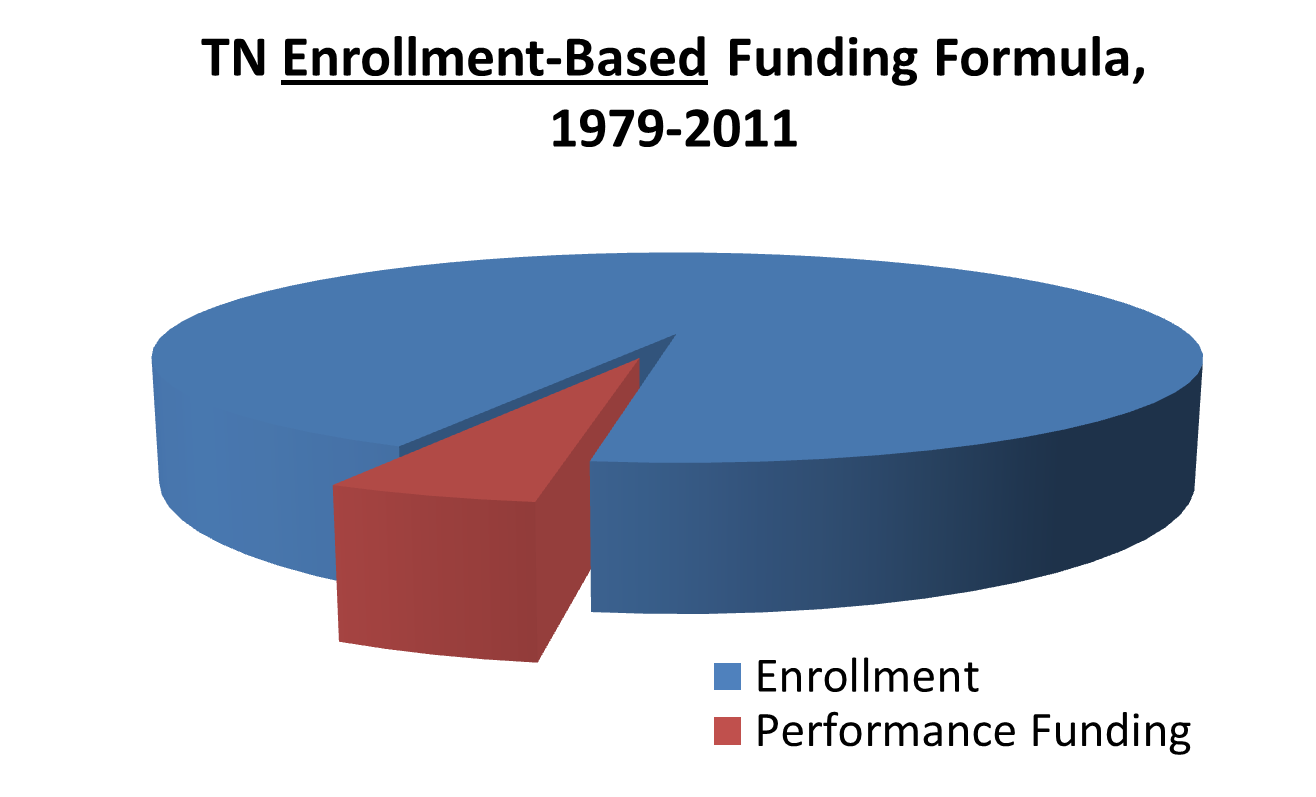 TN Enrollment-Based Funding Formula,
1979-2011
Enrollment
Performance Funding